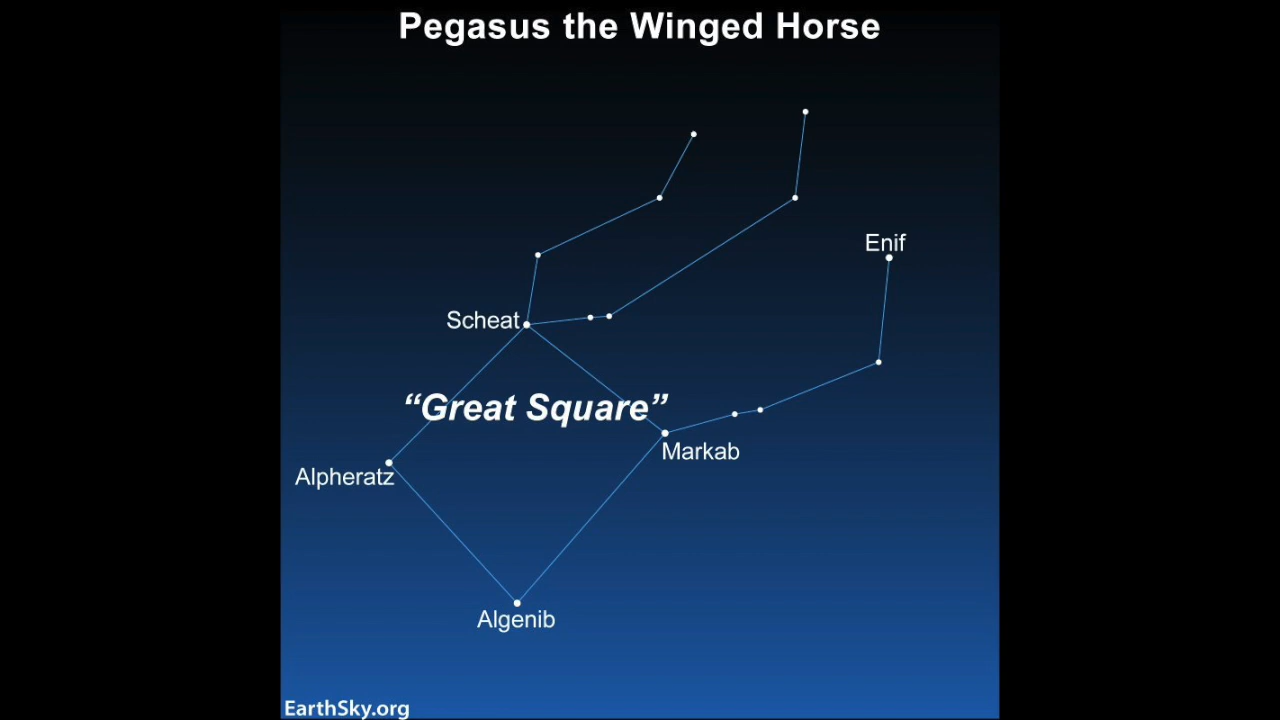 Pegasus the Winged Horse
Enif
Scheat
“Great Square”
Markab
Alpheratz
Algenib
EarthSky.org